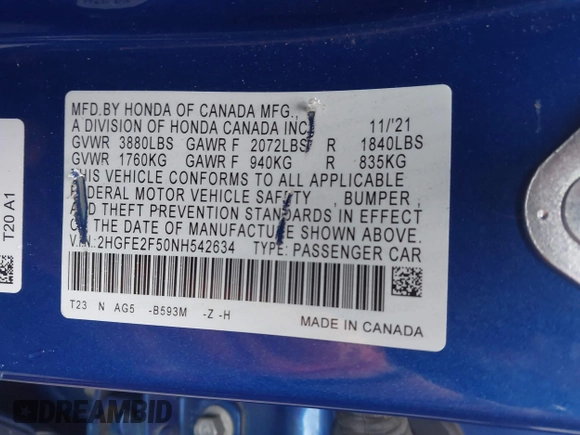 MFD.BY HONDA OF CANADA MFG.,
A DIVISION OF HONDA CANADA INC. 11/'21
GVWR 3880LBS GAWR F 2072LBS R 1840LBS
GVWR 1760KG GAWR F 940KG R 835KG
THIS VEHICLE CONFORMS TO ALL APPLICABLE
FEDERAL MOTOR VEHICLE SAFETY , BUMPER ,
AND THEFT PREVENTION STANDARDS IN EFFECT
ON THE DATE OF MANUFACTURE SHOWN ABOVE.
V.I.N.:2HGFE2F50NH542634 TYPE:PASSENGER CAR
T23 N AG5 -B593M -Z -H
MADE IN CANADA
T20 A1
DREAMBID